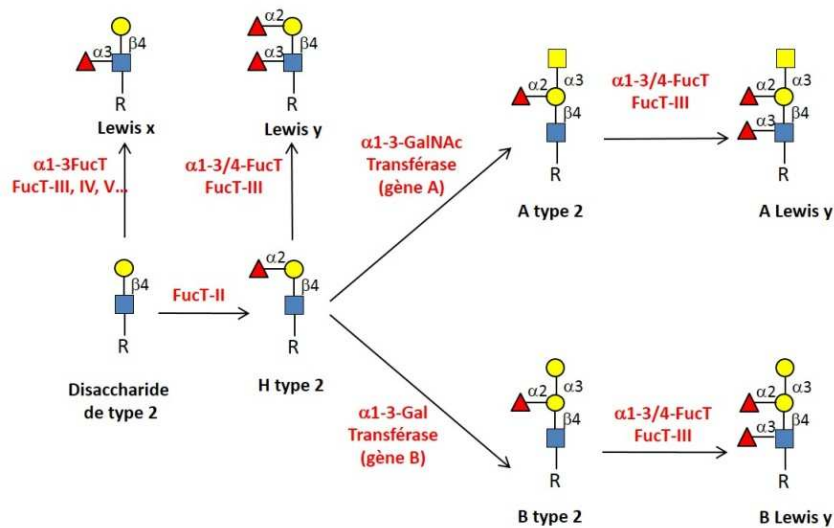 α3
β4
R
Lewis x
α2
α3
β4
R
Lewis y
α1-3FucT
FucT-III, IV, V...
α1-3/4-FucT
FucT-III
α1-3-GalNAc
Transférase
(gène A)
α2
α3
β4
R
A type 2
α1-3/4-FucT
FucT-III
α2
α3
β4
α3
R
A Lewis y
β4
R
Disaccharide
de type 2
FucT-II
α2
β4
R
H type 2
α1-3-Gal
Transférase
(gène B)
α2
α3
β4
R
B type 2
α1-3/4-FucT
FucT-III
α2
α3
β4
α3
R
B Lewis y